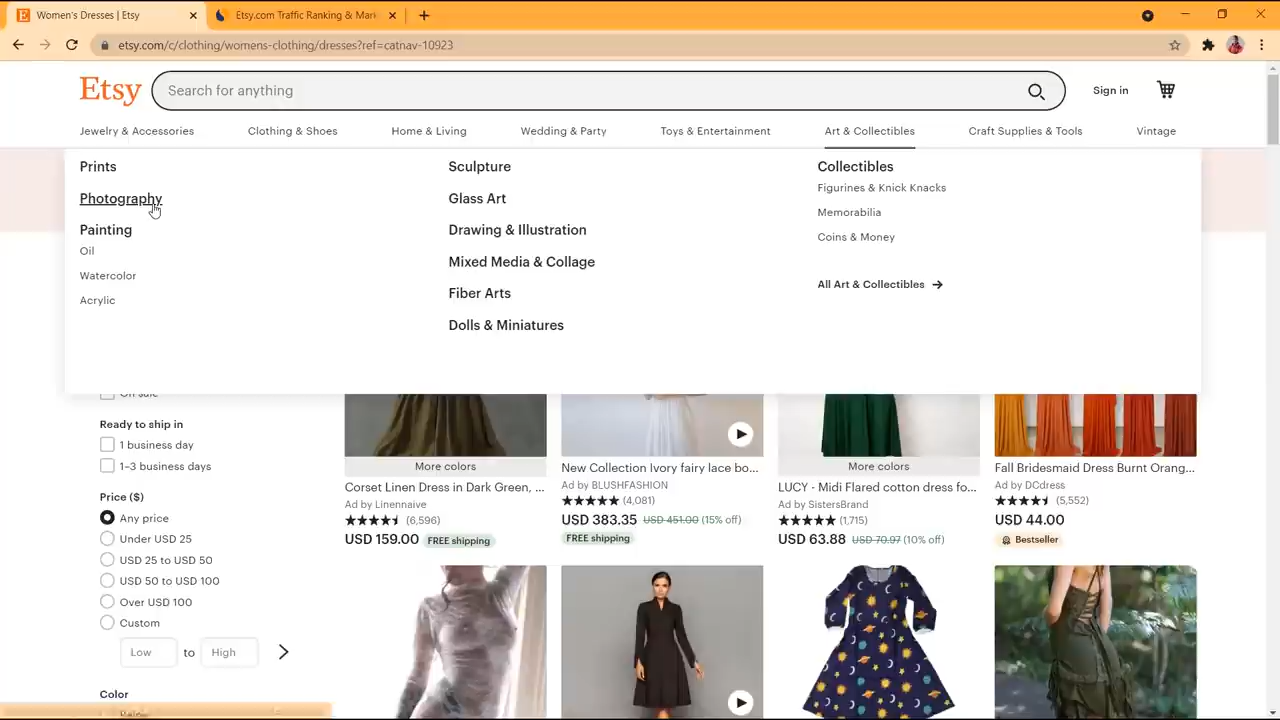 Women's Dresses | Etsy
Etsy.com Traffic Ranking & Mark
etsy.com/c/clothing/womens-clothing/dresses?ref=catnav-10923
Etsy
Search for anything
Sign in
Jewelry & Accessories
Clothing & Shoes
Home & Living
Wedding & Party
Toys & Entertainment
Art & Collectibles
Craft Supplies & Tools
Vintage
Prints
Photography
Painting
Oil
Watercolor
Acrylic
Sculpture
Glass Art
Drawing & Illustration
Mixed Media & Collage
Fiber Arts
Dolls & Miniatures
Collectibles
Figurines & Knick Knacks
Memorabilia
Coins & Money
All Art & Collectibles
On sale
Ready to ship in
1 business day
1–3 business days
Price ($)
Any price
Under USD 25
USD 25 to USD 50
USD 50 to USD 100
Over USD 100
Custom
Low to High
Color
More colors
Corset Linen Dress in Dark Green, ...
Ad by Linennaive
(6,596)
USD 159.00 FREE shipping
New Collection Ivory fairy lace bo...
Ad by BLUSHFASHION
(4,081)
USD 383.35 USD 451.00 (15% off)
FREE shipping
More colors
LUCY - Midi Flared cotton dress fo...
Ad by SistersBrand
(1,715)
USD 63.88 USD 70.97 (10% off)
Fall Bridesmaid Dress Burnt Orang...
Ad by DCdress
(5,552)
USD 44.00
Bestseller